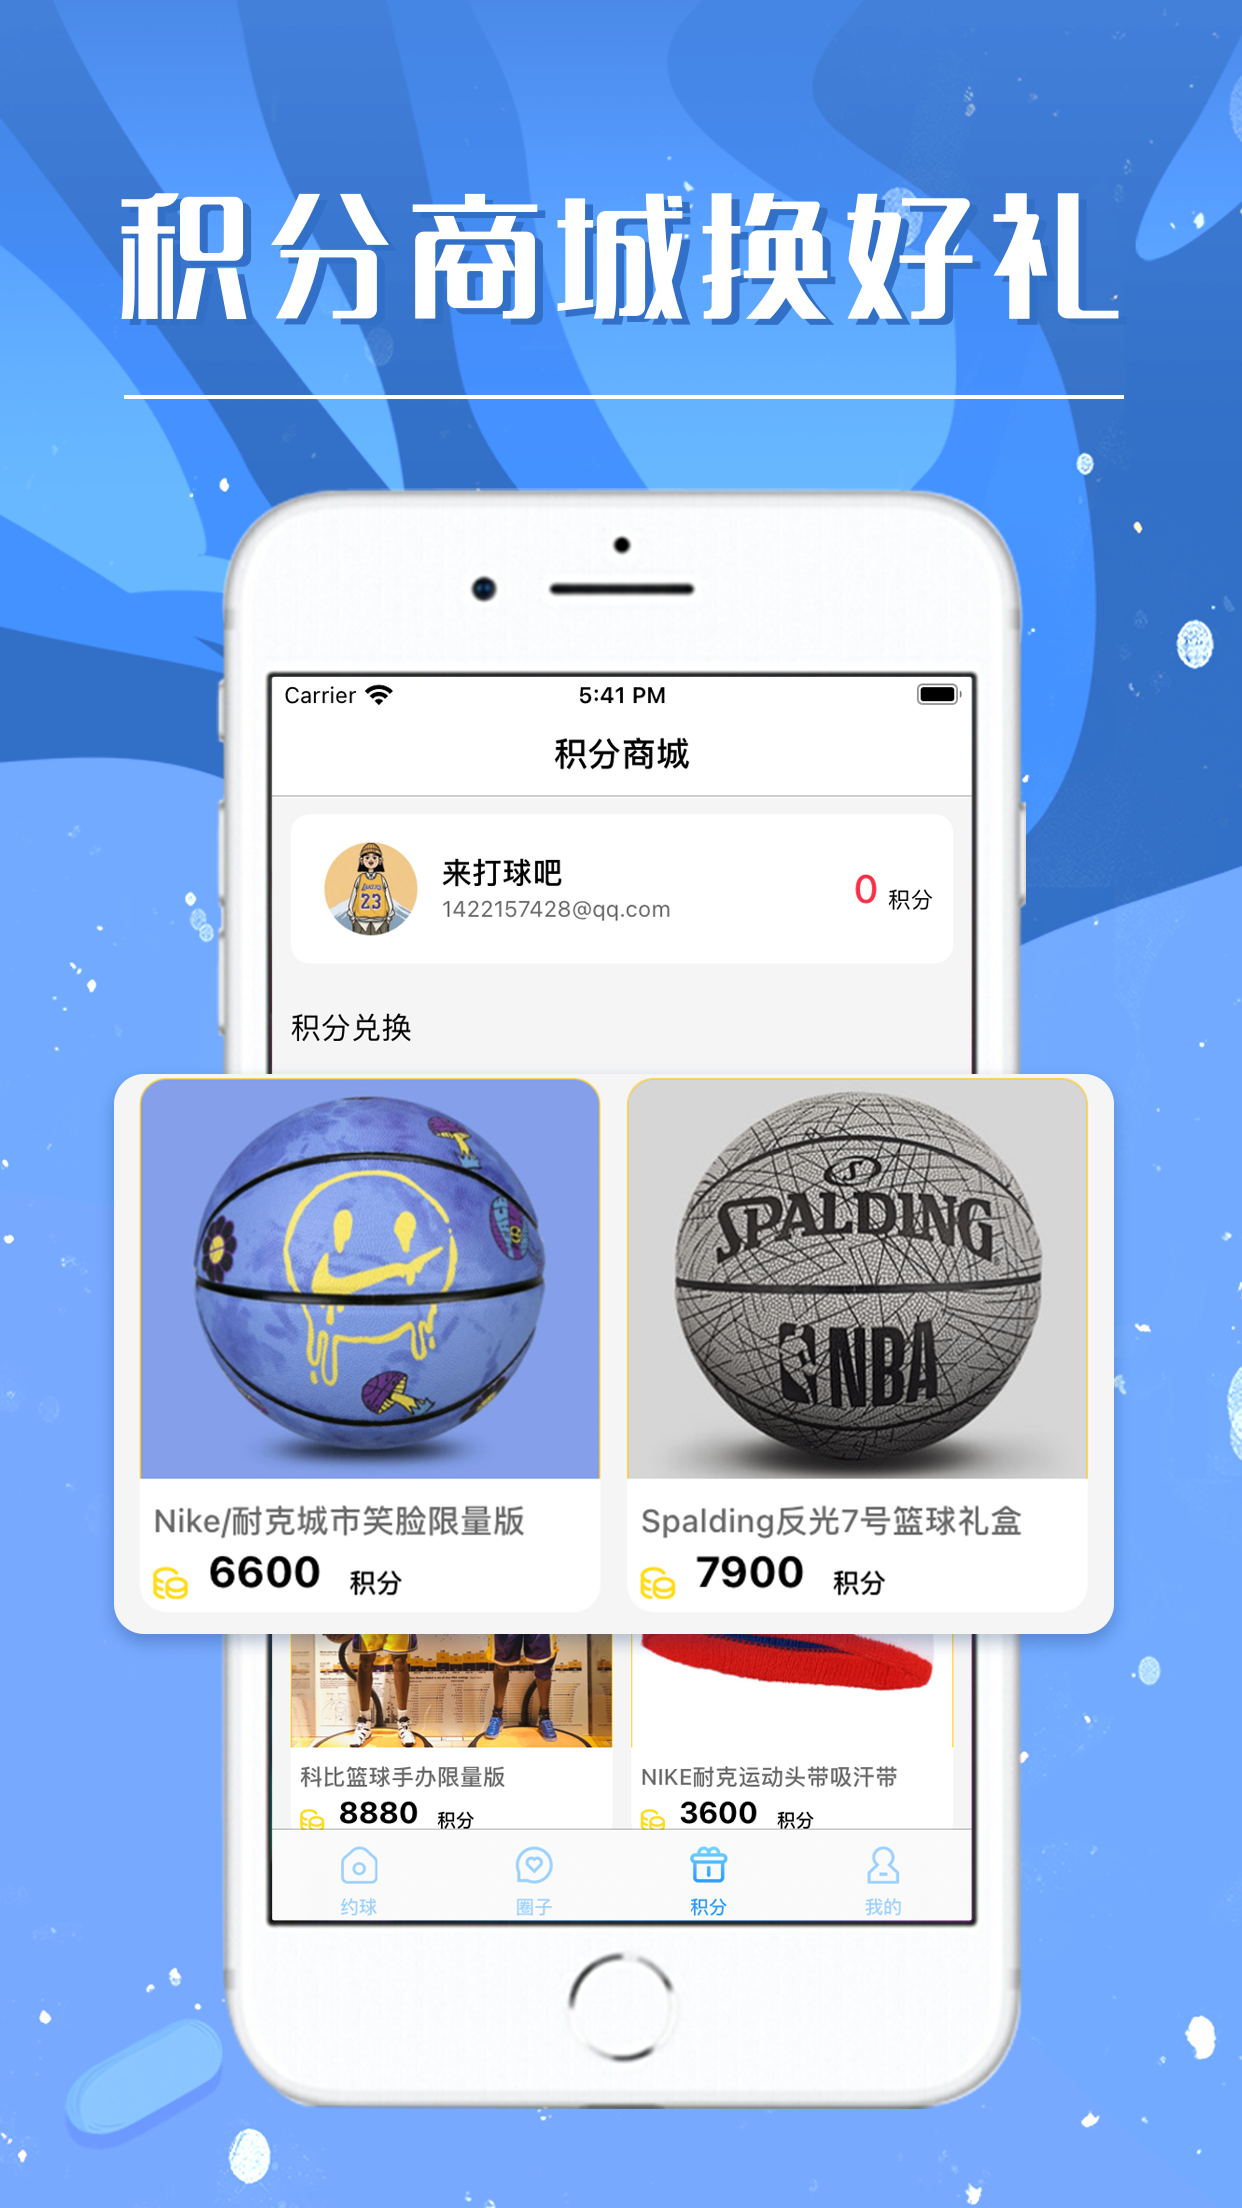 积分商城换好礼
Carrier
5:41 PM
积分商城
来打球吧
1422157428@qq.com
0 积分
LAKERS
23
积分兑换
SPALDING
NBA
Nike/耐克城市笑脸限量版
6600 积分
Spalding反光7号篮球礼盒
7900 积分
科比篮球手办限量版
8880 积分
NIKE耐克运动头带吸汗带
3600 积分
约球
圈子
积分
我的